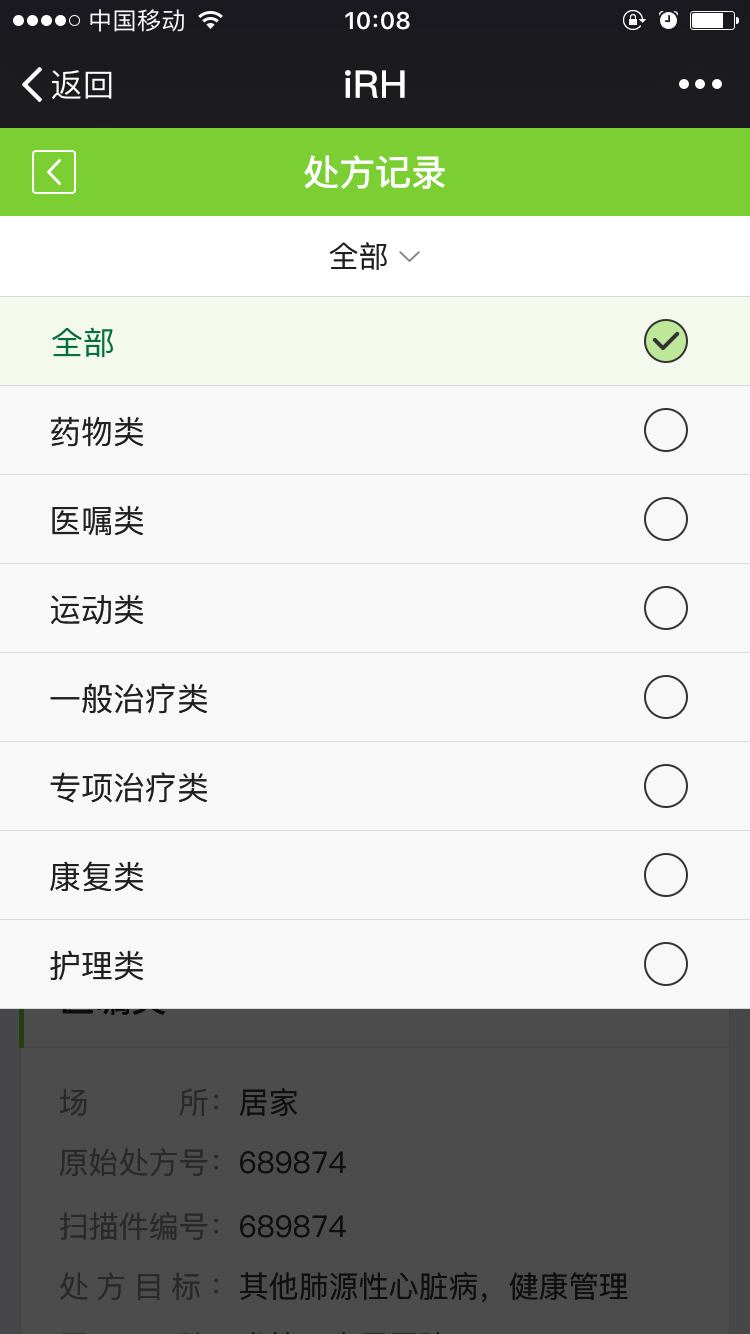 中国移动 10:08
返回 iRH
处方记录
全部
全部
药物类
医嘱类
运动类
一般治疗类
专项治疗类
康复类
护理类
场 所：居家
原始处方号：689874
扫描件编号：689874
处方目标：其他肺源性心脏病，健康管理